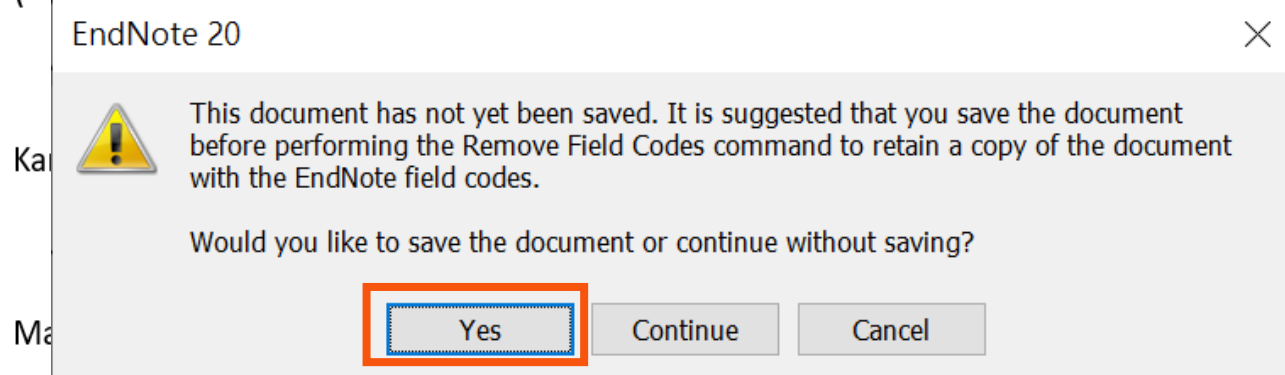 EndNote 20
This document has not yet been saved. It is suggested that you save the document
before performing the Remove Field Codes command to retain a copy of the document
with the EndNote field codes.
Would you like to save the document or continue without saving?
Yes Continue Cancel